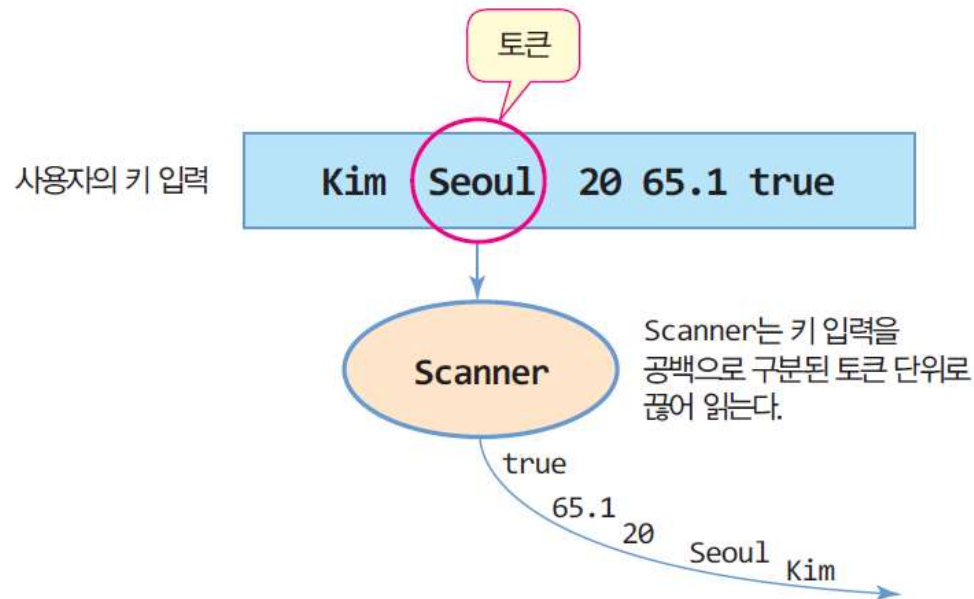 토큰
사용자의 키 입력
Kim Seoul 20 65.1 true
Scanner
Scanner는 키 입력을
공백으로 구분된 토큰 단위로
끊어 읽는다.
true
65.1
20
Seoul
Kim